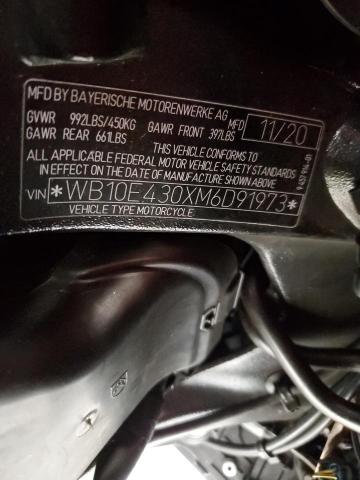 MFD BY BAYERISCHE MOTORENWERKE AG
GVWR 992LBS/450KG GAWR FRONT 397LBS MFD 11/20
GAWR REAR 661LBS
THIS VEHICLE CONFORMS TO
ALL APPLICABLE FEDERAL MOTOR VEHICLE SAFETY STANDARDS
IN EFFECT ON THE DATE OF MANUFACTURE SHOWN ABOVE
VIN *WB10E430XM6D91973*
VEHICLE TYPE MOTORCYCLE